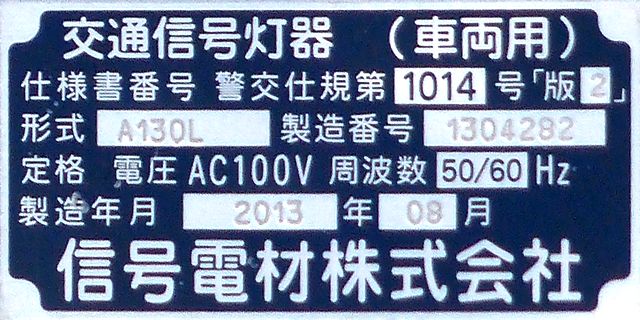 交通信号灯器 （車両用）
仕様書番号 警交仕規第 1014 号「版 2」
形式 A130L 製造番号 1304282
定格 電圧 AC100V 周波数 50/60 Hz
製造年月 2013 年 08 月
信号電材株式会社